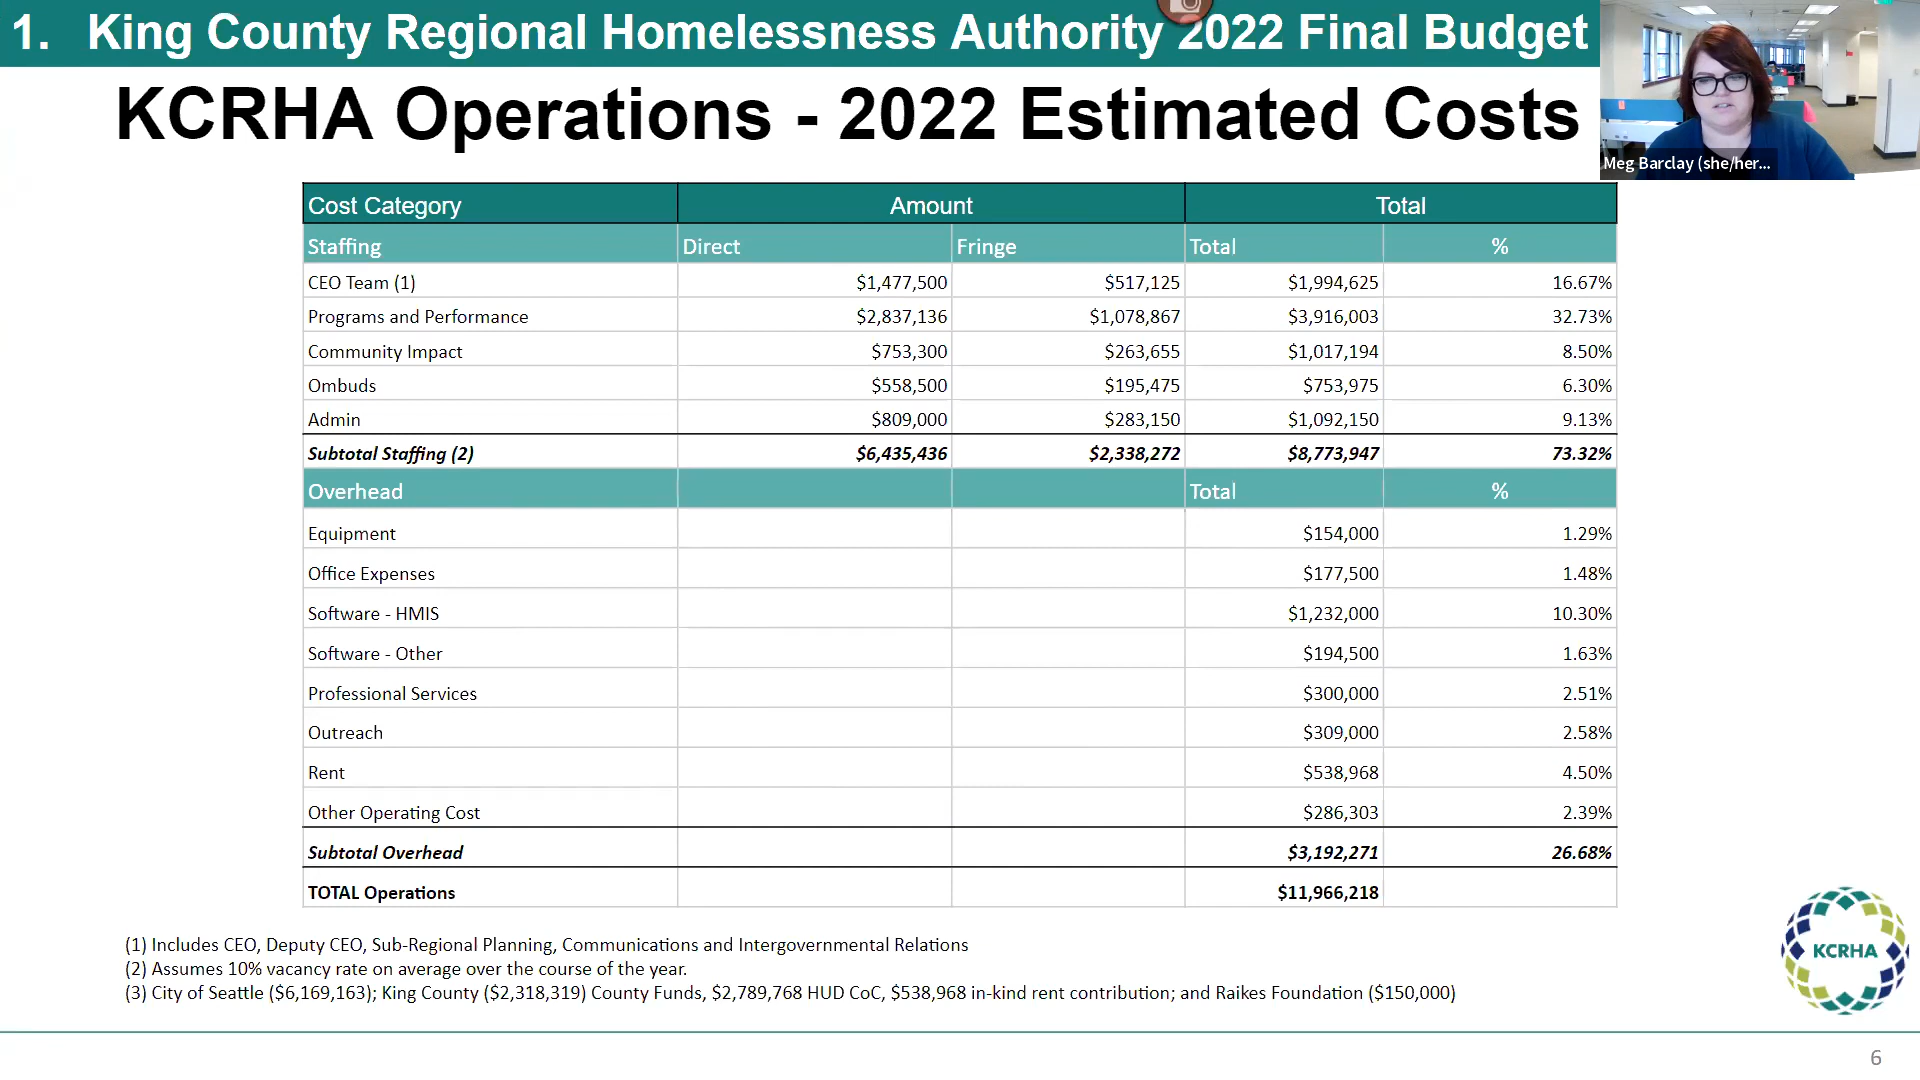 1. King County Regional Homelessness Authority 2022 Final Budget
KCRHA Operations - 2022 Estimated Costs
Meg Barclay (she/her...
Cost Category Amount Total
Staffing Direct Fringe Total %
CEO Team (1) $1,477,500 $517,125 $1,994,625 16.67%
Programs and Performance $2,837,136 $1,078,867 $3,916,003 32.73%
Community Impact $753,300 $263,655 $1,017,194 8.50%
Ombuds $558,500 $195,475 $753,975 6.30%
Admin $809,000 $283,150 $1,092,150 9.13%
Subtotal Staffing (2) $6,435,436 $2,338,272 $8,773,947 73.32%
Overhead Total %
Equipment $154,000 1.29%
Office Expenses $177,500 1.48%
Software - HMIS $1,232,000 10.30%
Software - Other $194,500 1.63%
Professional Services $300,000 2.51%
Outreach $309,000 2.58%
Rent $538,968 4.50%
Other Operating Cost $286,303 2.39%
Subtotal Overhead $3,192,271 26.68%
TOTAL Operations $11,966,218
(1) Includes CEO, Deputy CEO, Sub-Regional Planning, Communications and Intergovernmental Relations
(2) Assumes 10% vacancy rate on average over the course of the year.
(3) City of Seattle ($6,169,163); King County ($2,318,319) County Funds, $2,789,768 HUD CoC, $538,968 in-kind rent contribution; and Raikes Foundation ($150,000)
KCRHA
6